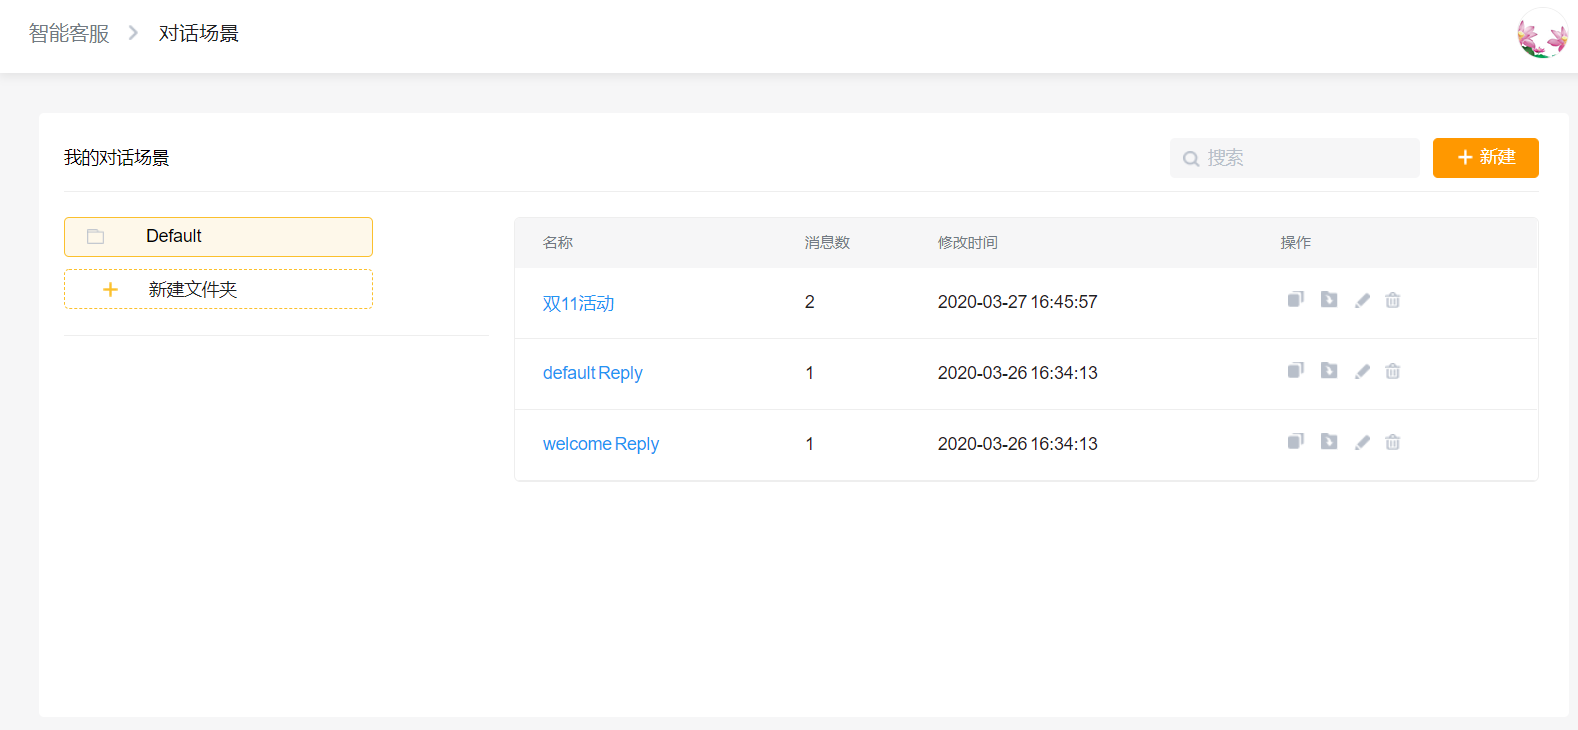 智能客服 对话场景
我的对话场景
搜索
新建
Default
新建文件夹
名称 消息数 修改时间 操作
双11活动 2 2020-03-27 16:45:57
default Reply 1 2020-03-26 16:34:13
welcome Reply 1 2020-03-26 16:34:13